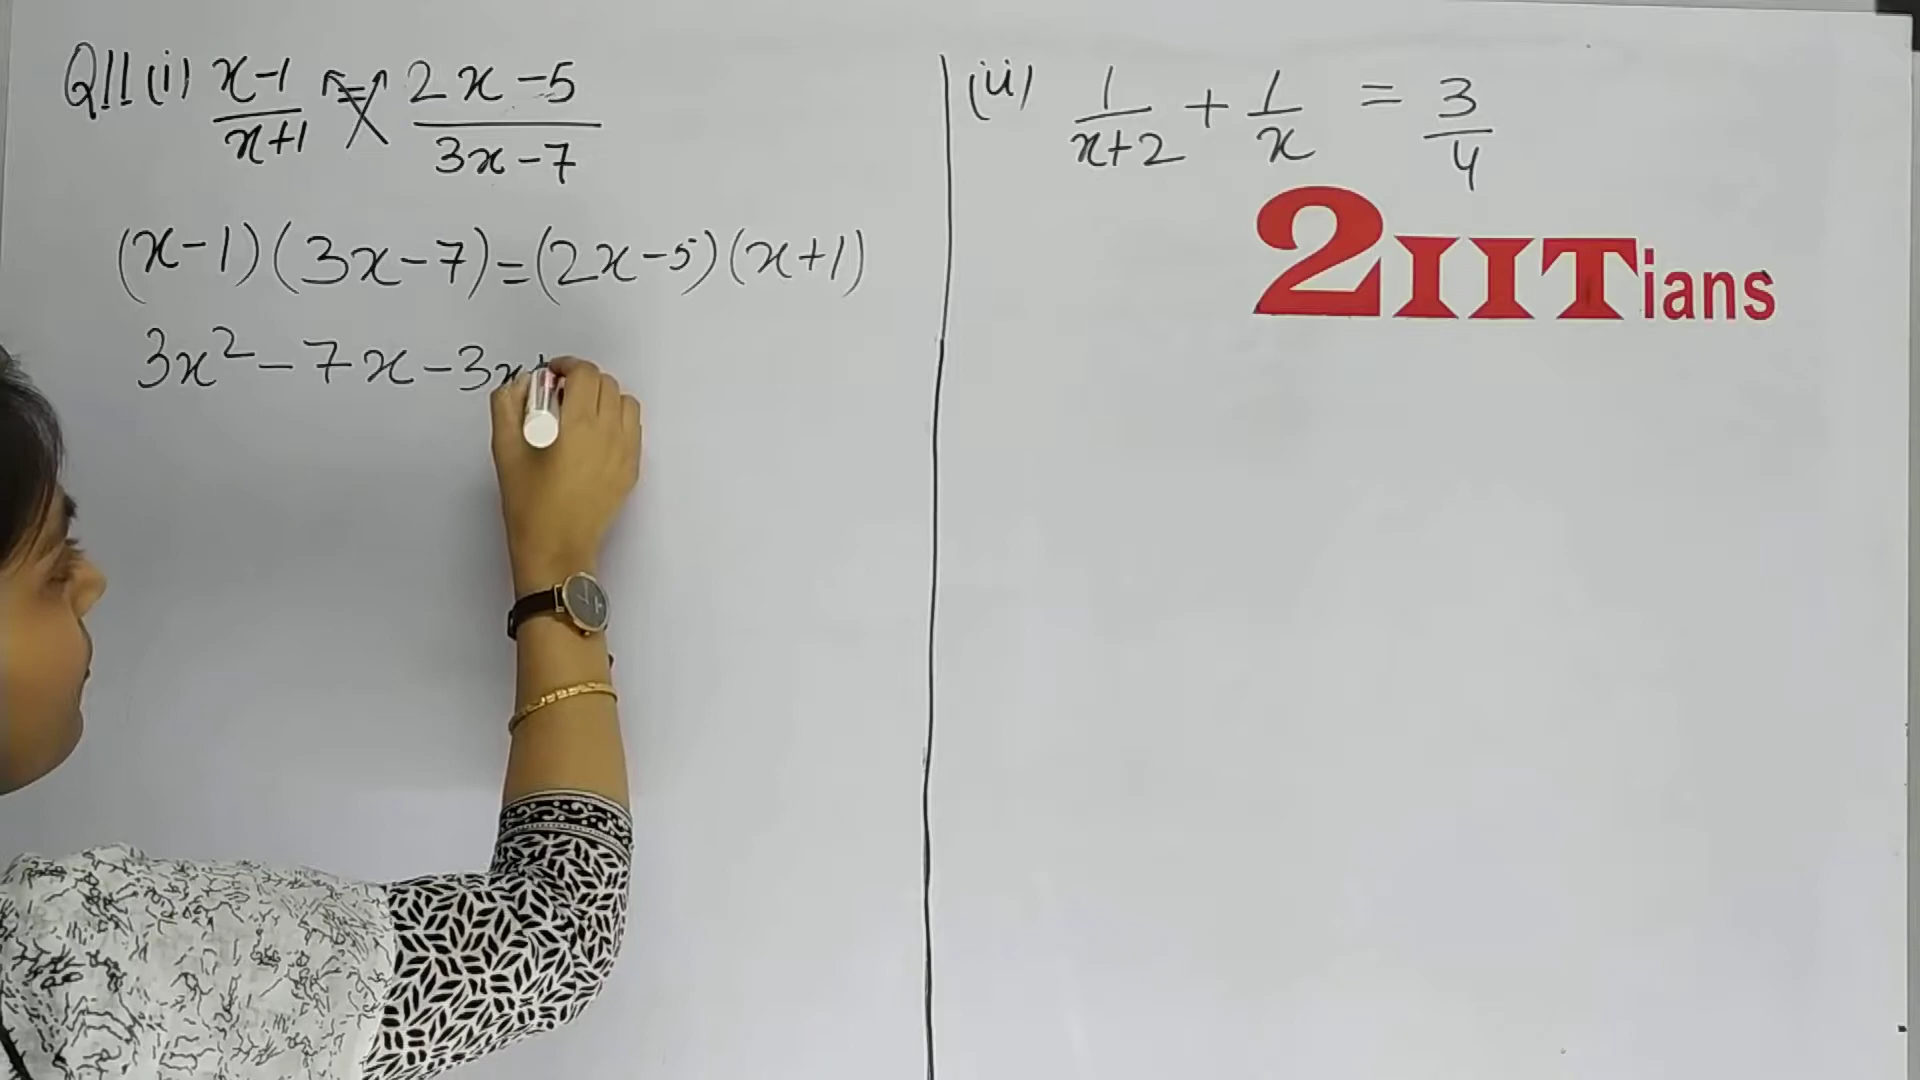 Q11 (i) x-1/x+1 = 2x-5/3x-7
(x-1)(3x-7)=(2x-5)(x+1)
3x²-7x-3x+
(ii) 1/x+2 + 1/x = 3/4
2IITians